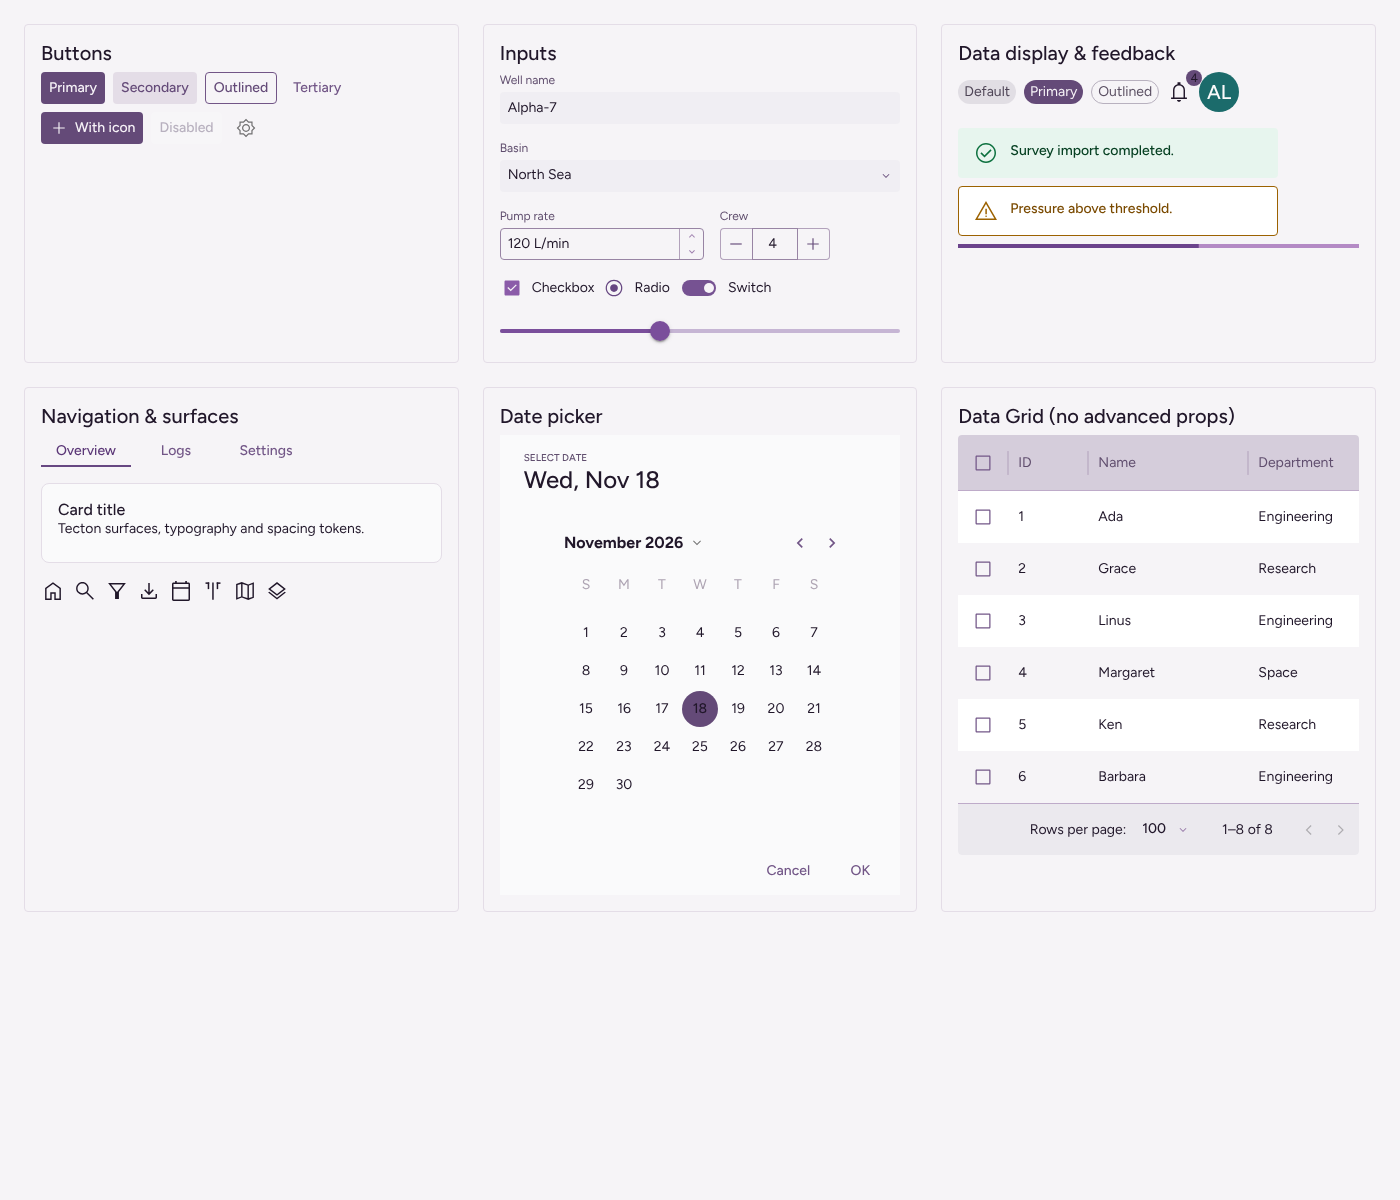 Buttons
Primary
Secondary
Outlined
Tertiary
With icon
Disabled
Inputs
Well name
Alpha-7
Basin
North Sea
Pump rate
Crew
120 L/min
4
Checkbox
Radio
Switch
Data display & feedback
Default
Primary
Outlined
4
AL
Survey import completed.
Pressure above threshold.
Navigation & surfaces
Overview
Logs
Settings
Card title
Tecton surfaces, typography and spacing tokens.
Date picker
SELECT DATE
Wed, Nov 18
November 2026
S M T W T F S
1 2 3 4 5 6 7
8 9 10 11 12 13 14
15 16 17 18 19 20 21
22 23 24 25 26 27 28
29 30
Cancel
OK
Data Grid (no advanced props)
ID Name Department
1 Ada Engineering
2 Grace Research
3 Linus Engineering
4 Margaret Space
5 Ken Research
6 Barbara Engineering
Rows per page: 100 1–8 of 8